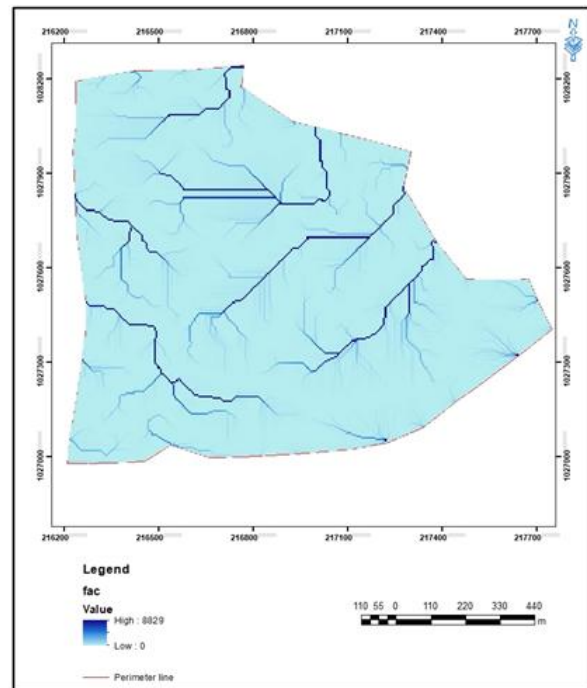 216200 216500 216800 217100 217400 217700
N
1028200 1028200
1027900 1027900
1027600 1027600
1027300 1027300
1027000 1027000
216200 216500 216800 217100 217400 217700
Legend
fac
Value
High : 8829
Low : 0
Perimeter line
110 55 0 110 220 330 440
m